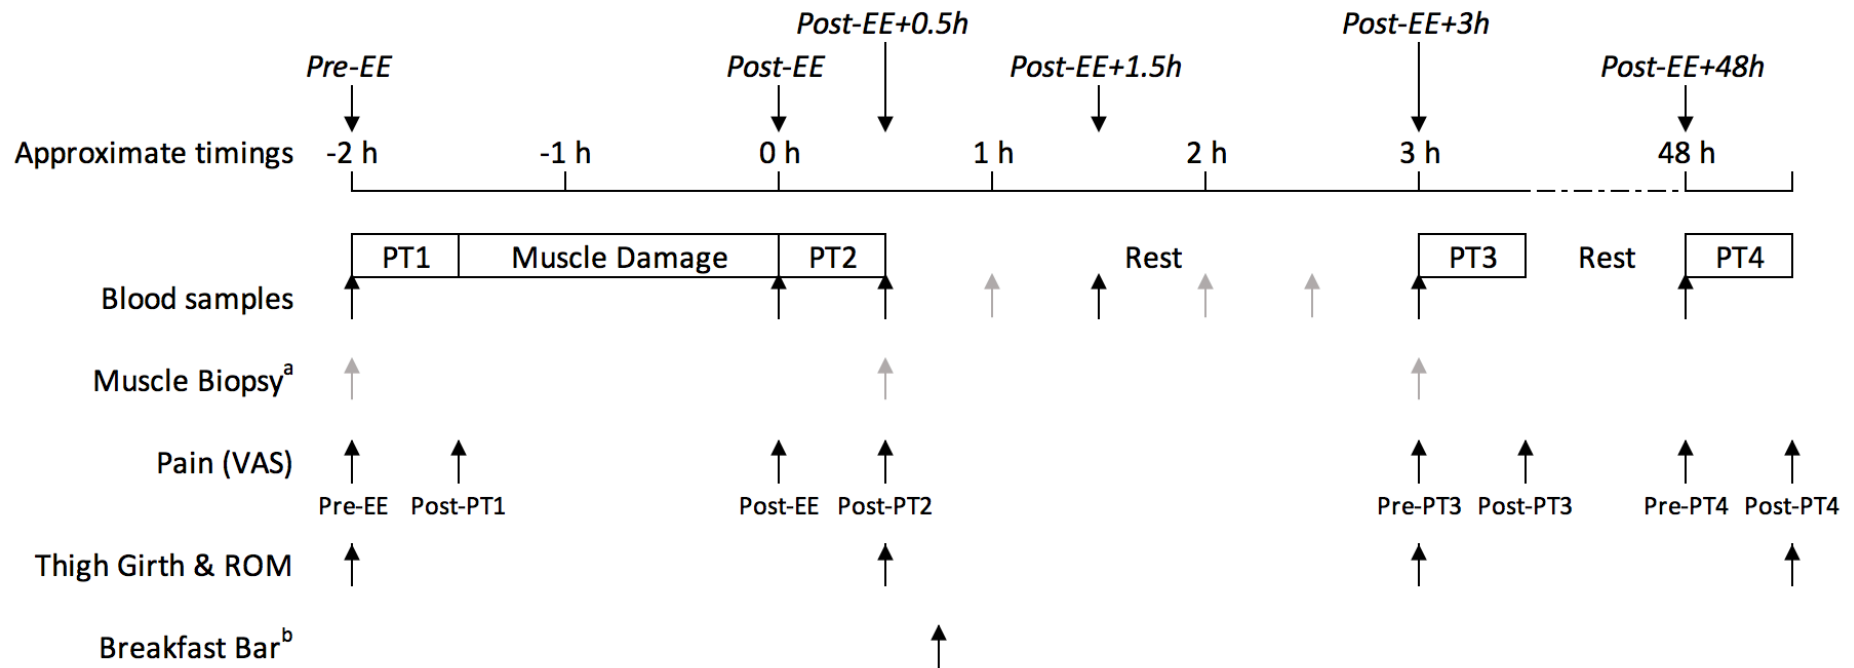 Post-EE+0.5h Post-EE+3h
Pre-EE Post-EE Post-EE+1.5h Post-EE+48h
Approximate timings -2 h -1 h 0 h 1 h 2 h 3 h 48 h
PT1 Muscle Damage PT2 Rest PT3 Rest PT4
Blood samples
Muscle Biopsyᵃ
Pain (VAS)
Pre-EE Post-PT1 Post-EE Post-PT2 Pre-PT3 Post-PT3 Pre-PT4 Post-PT4
Thigh Girth & ROM
Breakfast Barᵇ